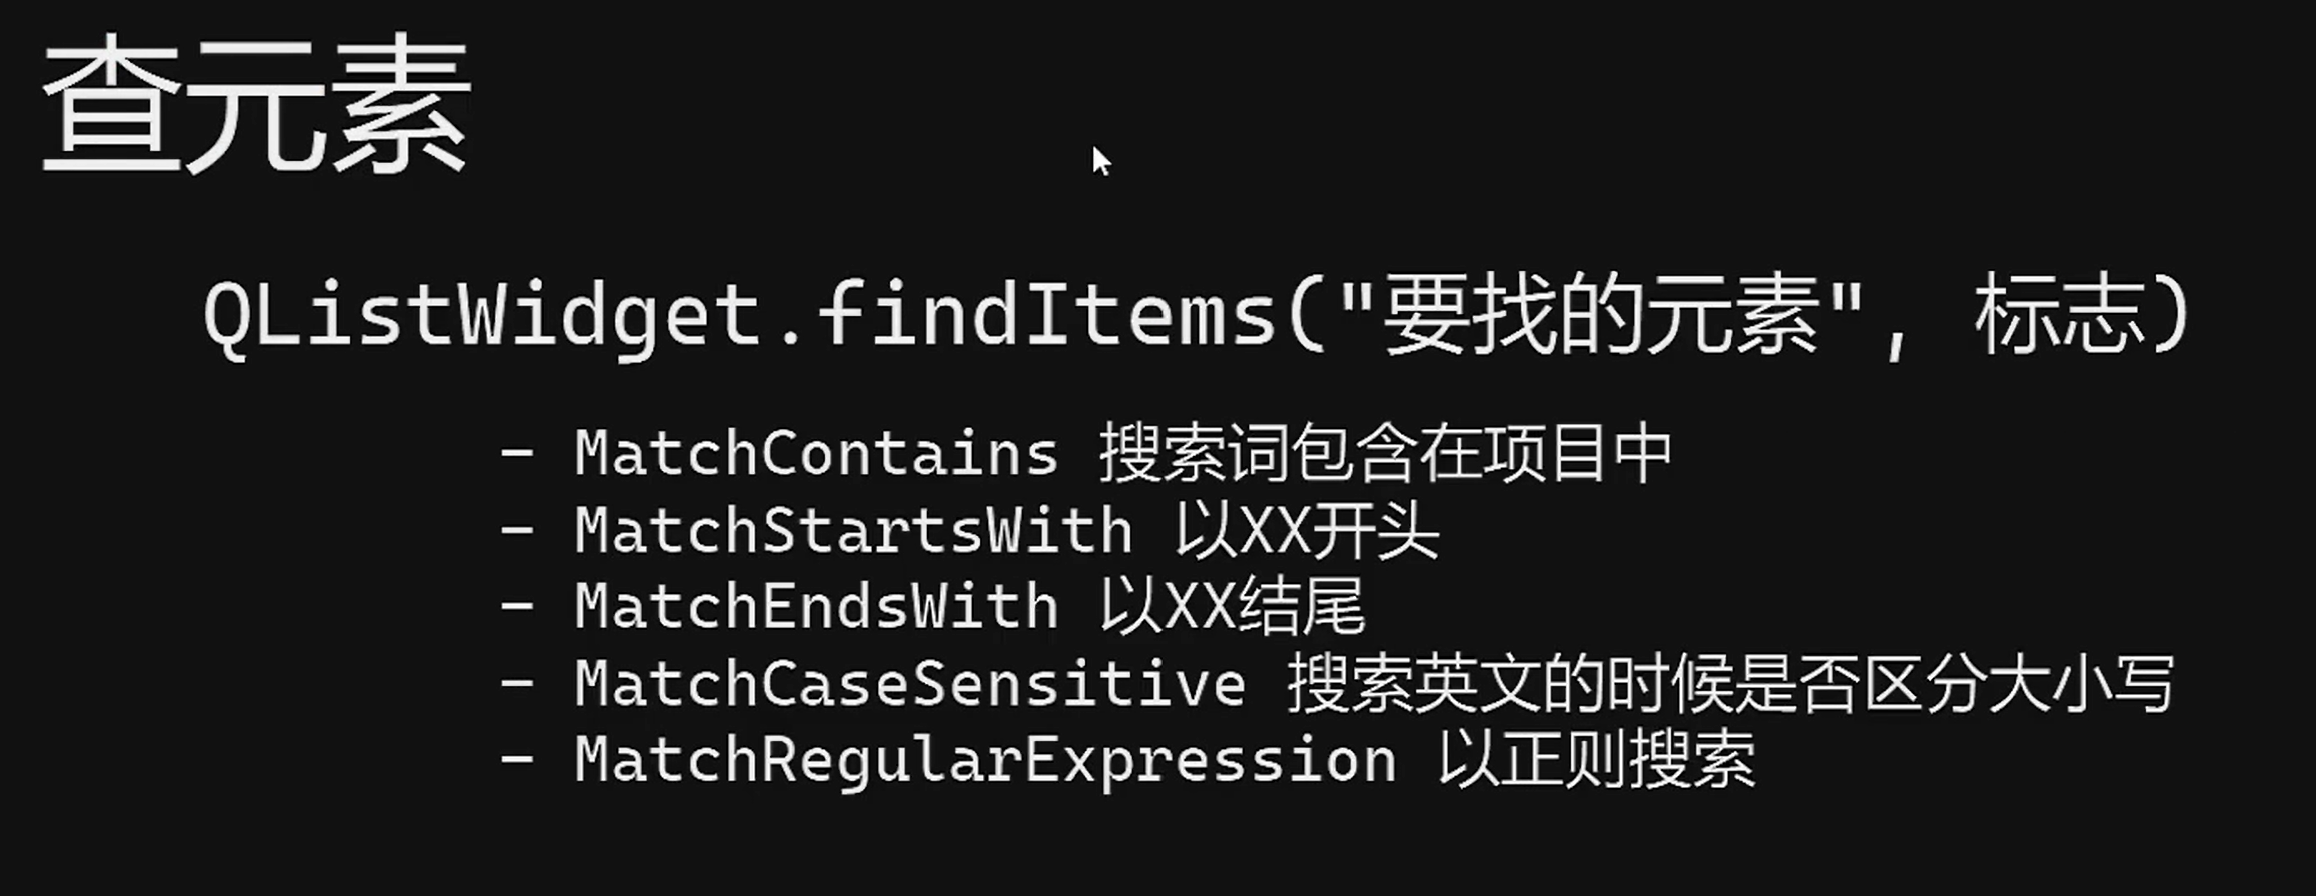 查元素
QListWidget.findItems("要找的元素", 标志)
- MatchContains 搜索词包含在项目中
- MatchStartsWith 以XX开头
- MatchEndsWith 以XX结尾
- MatchCaseSensitive 搜索英文的时候是否区分大小写
- MatchRegularExpression 以正则搜索